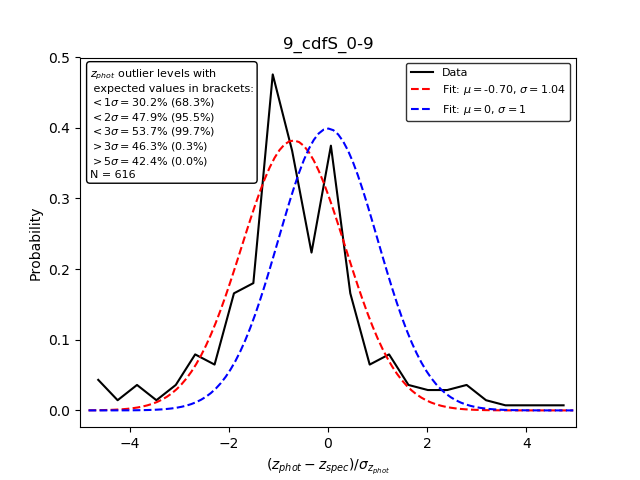 9_cdfS_0-9
z_phot outlier levels with
expected values in brackets:
< 1σ = 30.2% (68.3%)
< 2σ = 47.9% (95.5%)
< 3σ = 53.7% (99.7%)
> 3σ = 46.3% (0.3%)
> 5σ = 42.4% (0.0%)
N = 616
Data
Fit: μ = -0.70, σ = 1.04
Fit: μ = 0, σ = 1
Probability
0.5
0.4
0.3
0.2
0.1
0.0
−4 −2 0 2 4
(z_phot − z_spec)/σ_z_phot